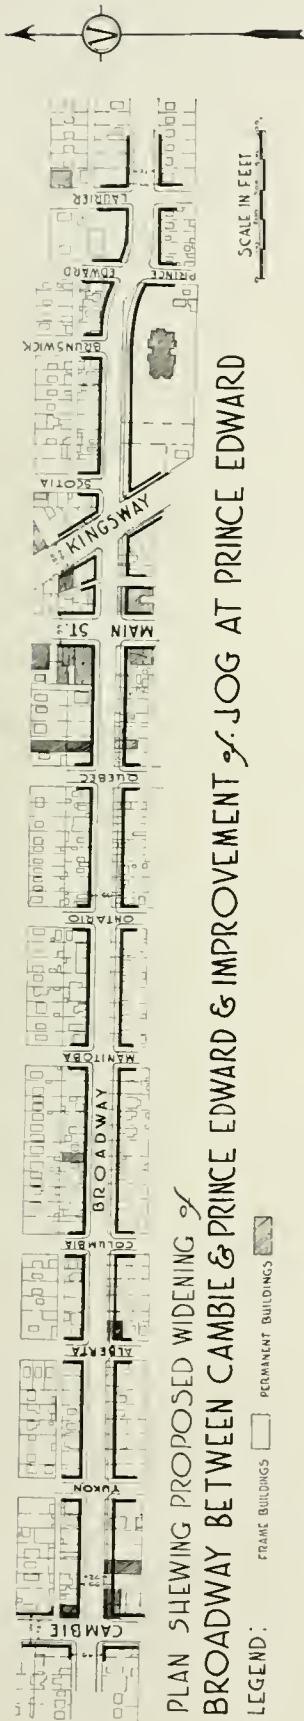 CAMBIE
YUKON
ALBERTA
COLUMBIA
BROADWAY
MANITOBA
ONTARIO
QUEBEC
MAIN ST
KINGSWAY
SCOTIA
BRUNSWICK
PRINCE EDWARD
LAURIER
PLAN SHEWING PROPOSED WIDENING of
BROADWAY BETWEEN CAMBIE & PRINCE EDWARD & IMPROVEMENT of JOG AT PRINCE EDWARD
LEGEND: FRAME BUILDINGS PERMANENT BUILDINGS
SCALE IN FEET